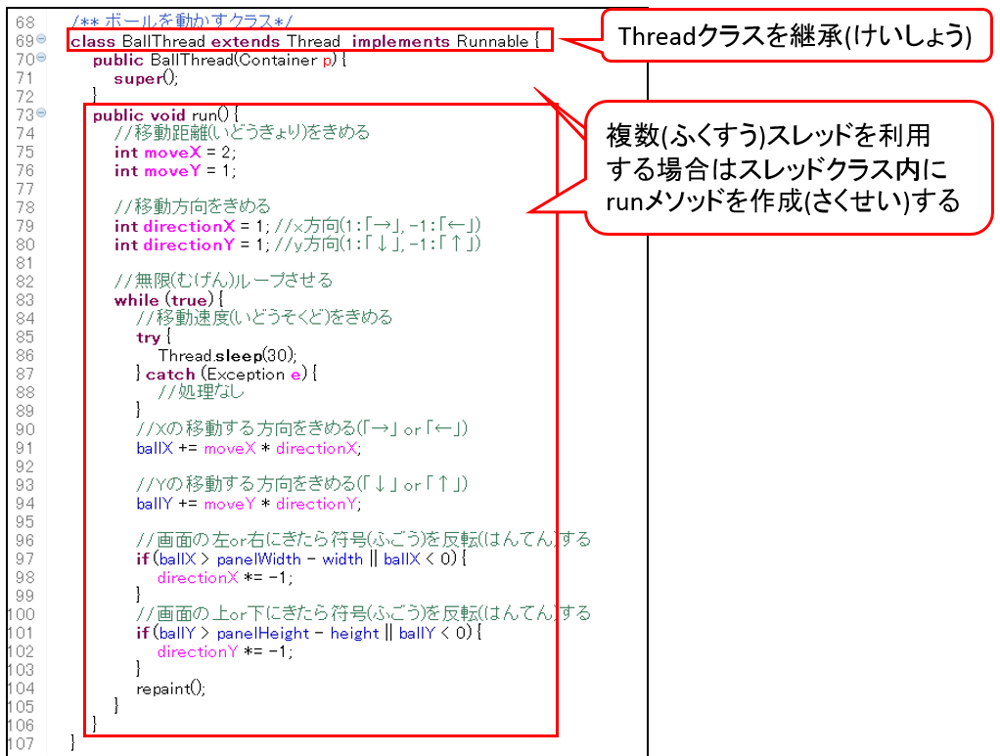 68 /** ボールを動かすクラス*/
69 class BallThread extends Thread implements Runnable {
70 public BallThread(Container p) {
71 super();
72 }
73 public void run() {
74 //移動距離(いどうきょり)をきめる
75 int moveX = 2;
76 int moveY = 1;
77
78 //移動方向をきめる
79 int directionX = 1; //x方向(1:「→」, -1:「←」)
80 int directionY = 1; //y方向(1:「↓」, -1:「↑」)
81
82 //無限(むげん)ループさせる
83 while (true) {
84 //移動速度(いどうそくど)をきめる
85 try {
86 Thread.sleep(30);
87 } catch (Exception e) {
88 //処理なし
89 }
90 //Xの移動する方向をきめる(「→」 or 「←」)
91 ballX += moveX * directionX;
92
93 //Yの移動する方向をきめる(「↓」 or 「↑」)
94 ballY += moveY * directionY;
95
96 //画面の左or右にきたら符号(ふごう)を反転(はんてん)する
97 if (ballX > panelWidth - width || ballX < 0) {
98 directionX *= -1;
99 }
100 //画面の上or下にきたら符号(ふごう)を反転(はんてん)する
101 if (ballY > panelHeight - height || ballY < 0) {
102 directionY *= -1;
103 }
104 repaint();
105 }
106 }
107 }
Threadクラスを継承(けいしょう)
複数(ふくすう)スレッドを利用
する場合はスレッドクラス内に
runメソッドを作成(さくせい)する